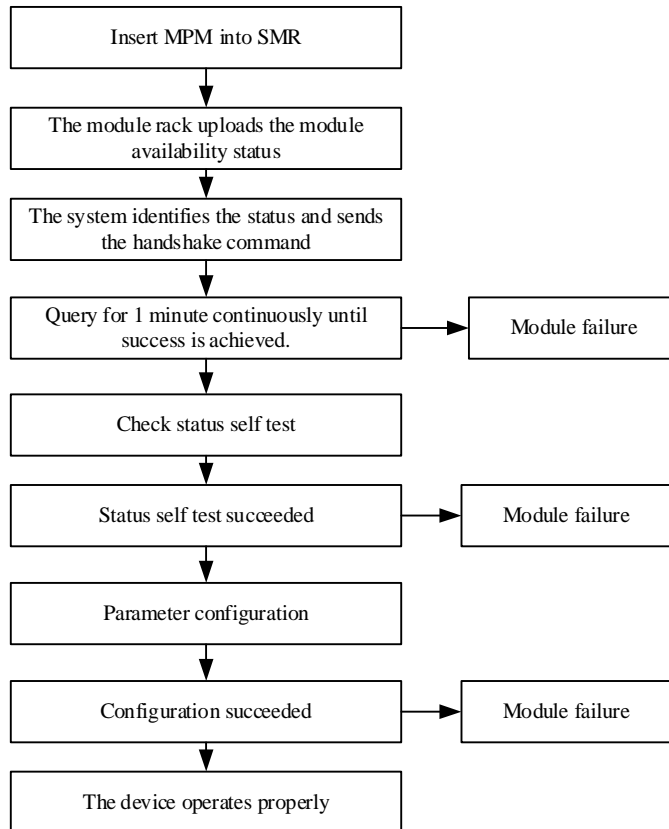 Insert MPM into SMR
The module rack uploads the module
availability status
The system identifies the status and sends
the handshake command
Query for 1 minute continuously until
success is achieved.
Module failure
Check status self test
Status self test succeeded
Module failure
Parameter configuration
Configuration succeeded
Module failure
The device operates properly